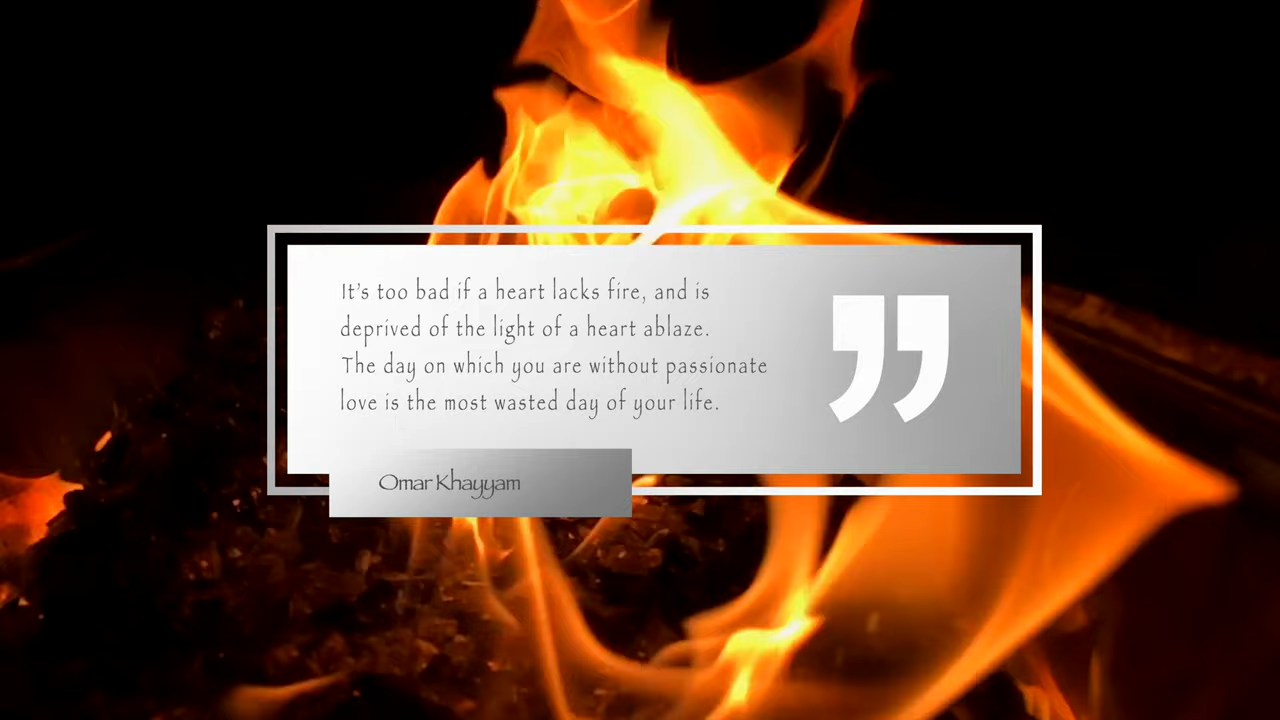 It's too bad if a heart lacks fire, and is
deprived of the light of a heart ablaze.
The day on which you are without passionate
love is the most wasted day of your life.
”
Omar Khayyam